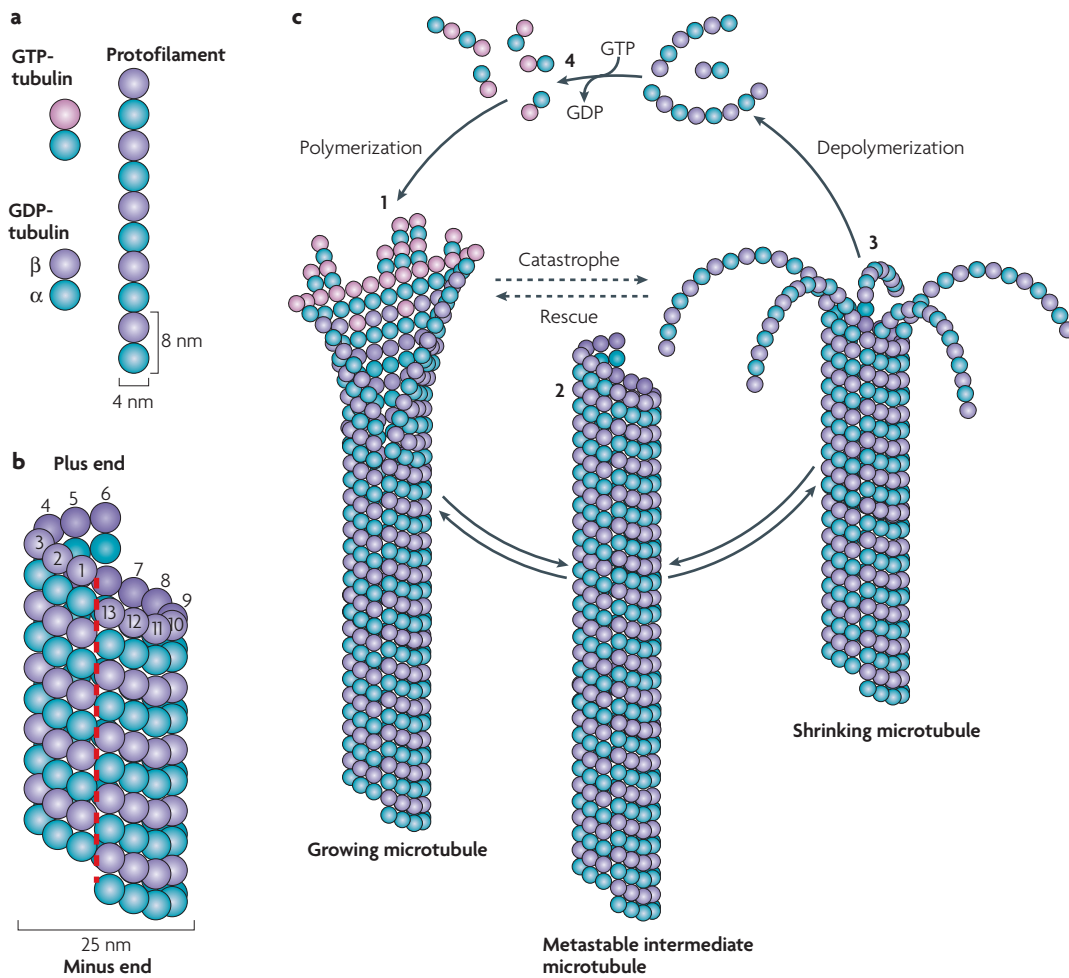 a
GTP-
tubulin
Protofilament
GDP-
tubulin
β
α
8 nm
4 nm
b
Plus end
4
5
6
3
2
1
7
8
9
13
12
11
10
25 nm
Minus end
c
4
GTP
GDP
Polymerization
Depolymerization
1
Catastrophe
Rescue
3
2
Growing microtubule
Shrinking microtubule
Metastable intermediate
microtubule